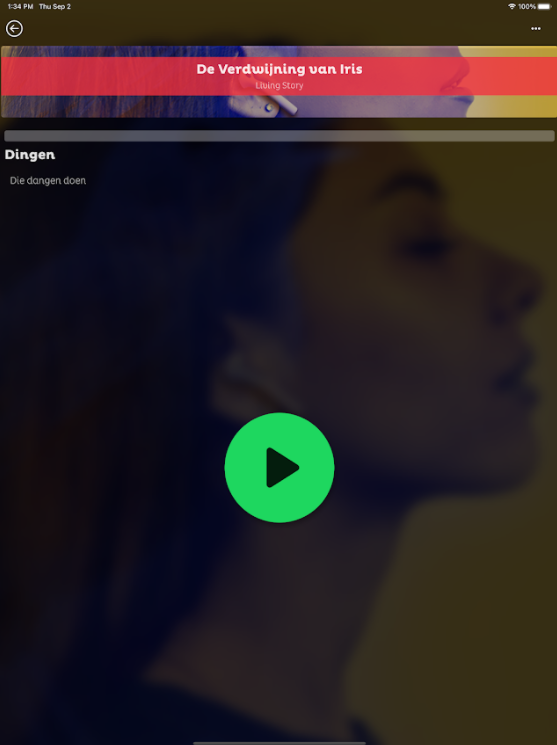 1:34 PM Thu Sep 2
100%
De Verdwijning van Iris
Living Story
Dingen
Die dangen doen